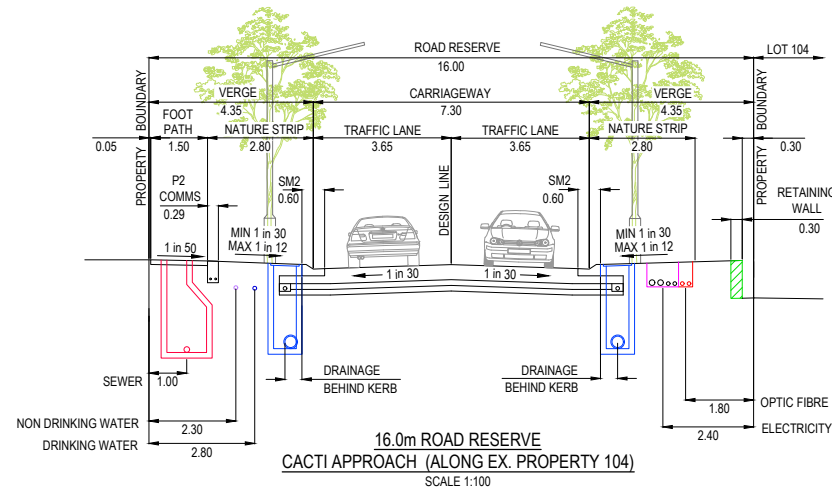 ROAD RESERVE
16.00
LOT 104
VERGE
4.35
CARRIAGEWAY
7.30
VERGE
4.35
PROPERTY BOUNDARY
FOOT
PATH
1.50
NATURE STRIP
2.80
TRAFFIC LANE
3.65
TRAFFIC LANE
3.65
NATURE STRIP
2.80
PROPERTY BOUNDARY
0.05
0.30
P2
COMMS
0.29
SM2
0.60
DESIGN LINE
SM2
0.60
RETAINING
WALL
0.30
MIN 1 in 30
MAX 1 in 12
MIN 1 in 30
MAX 1 in 12
1 in 50
1 in 30
1 in 30
SEWER
1.00
DRAINAGE
BEHIND KERB
DRAINAGE
BEHIND KERB
1.80
OPTIC FIBRE
NON DRINKING WATER
2.30
2.40
ELECTRICITY
DRINKING WATER
2.80
16.0m ROAD RESERVE
CACTI APPROACH (ALONG EX. PROPERTY 104)
SCALE 1:100